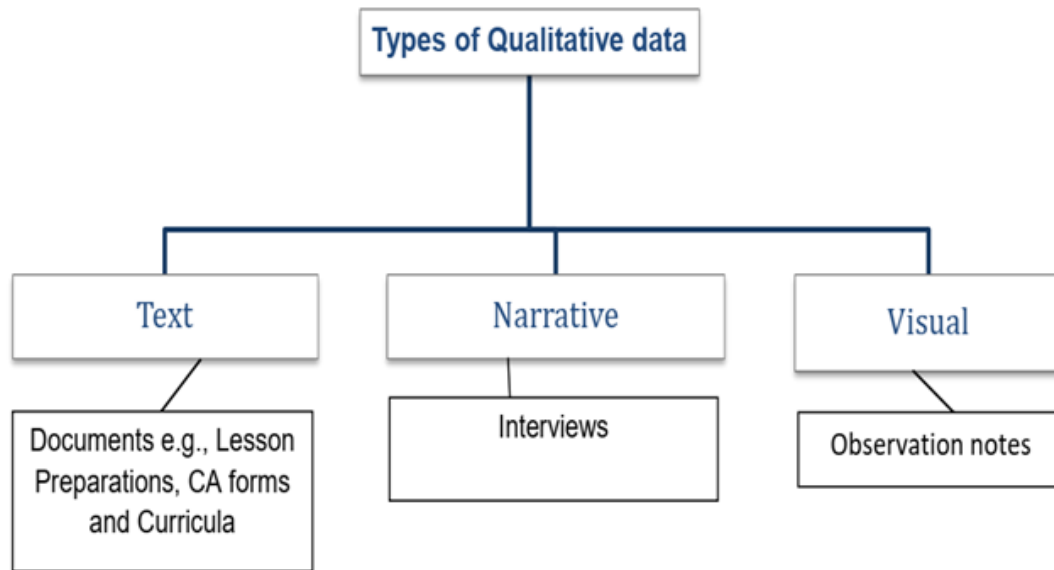 Types of Qualitative data
Text
Narrative
Visual
Documents e.g., Lesson
Preparations, CA forms
and Curricula
Interviews
Observation notes